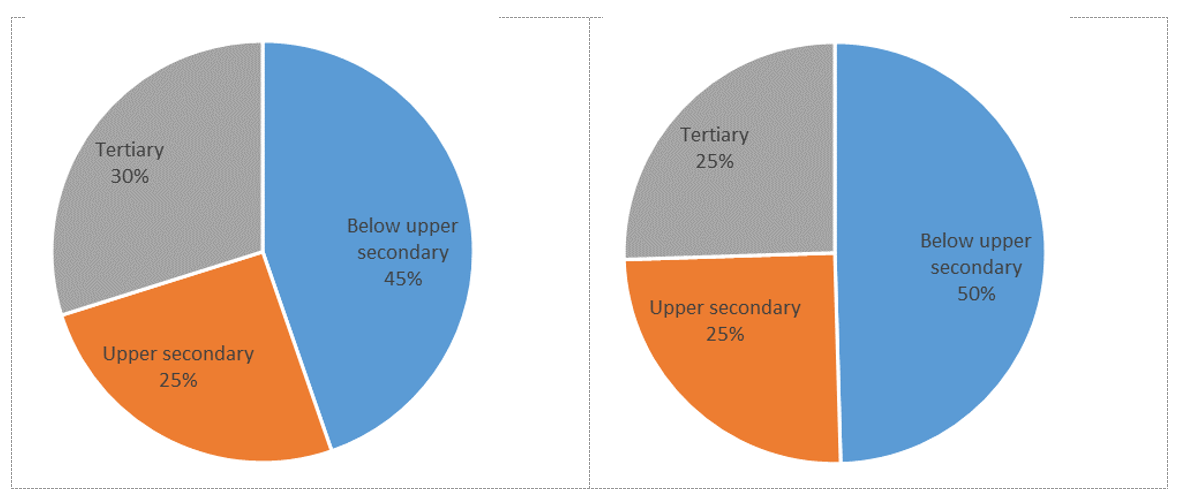 Tertiary
30%
Below upper
secondary
45%
Upper secondary
25%
Tertiary
25%
Below upper
secondary
50%
Upper secondary
25%